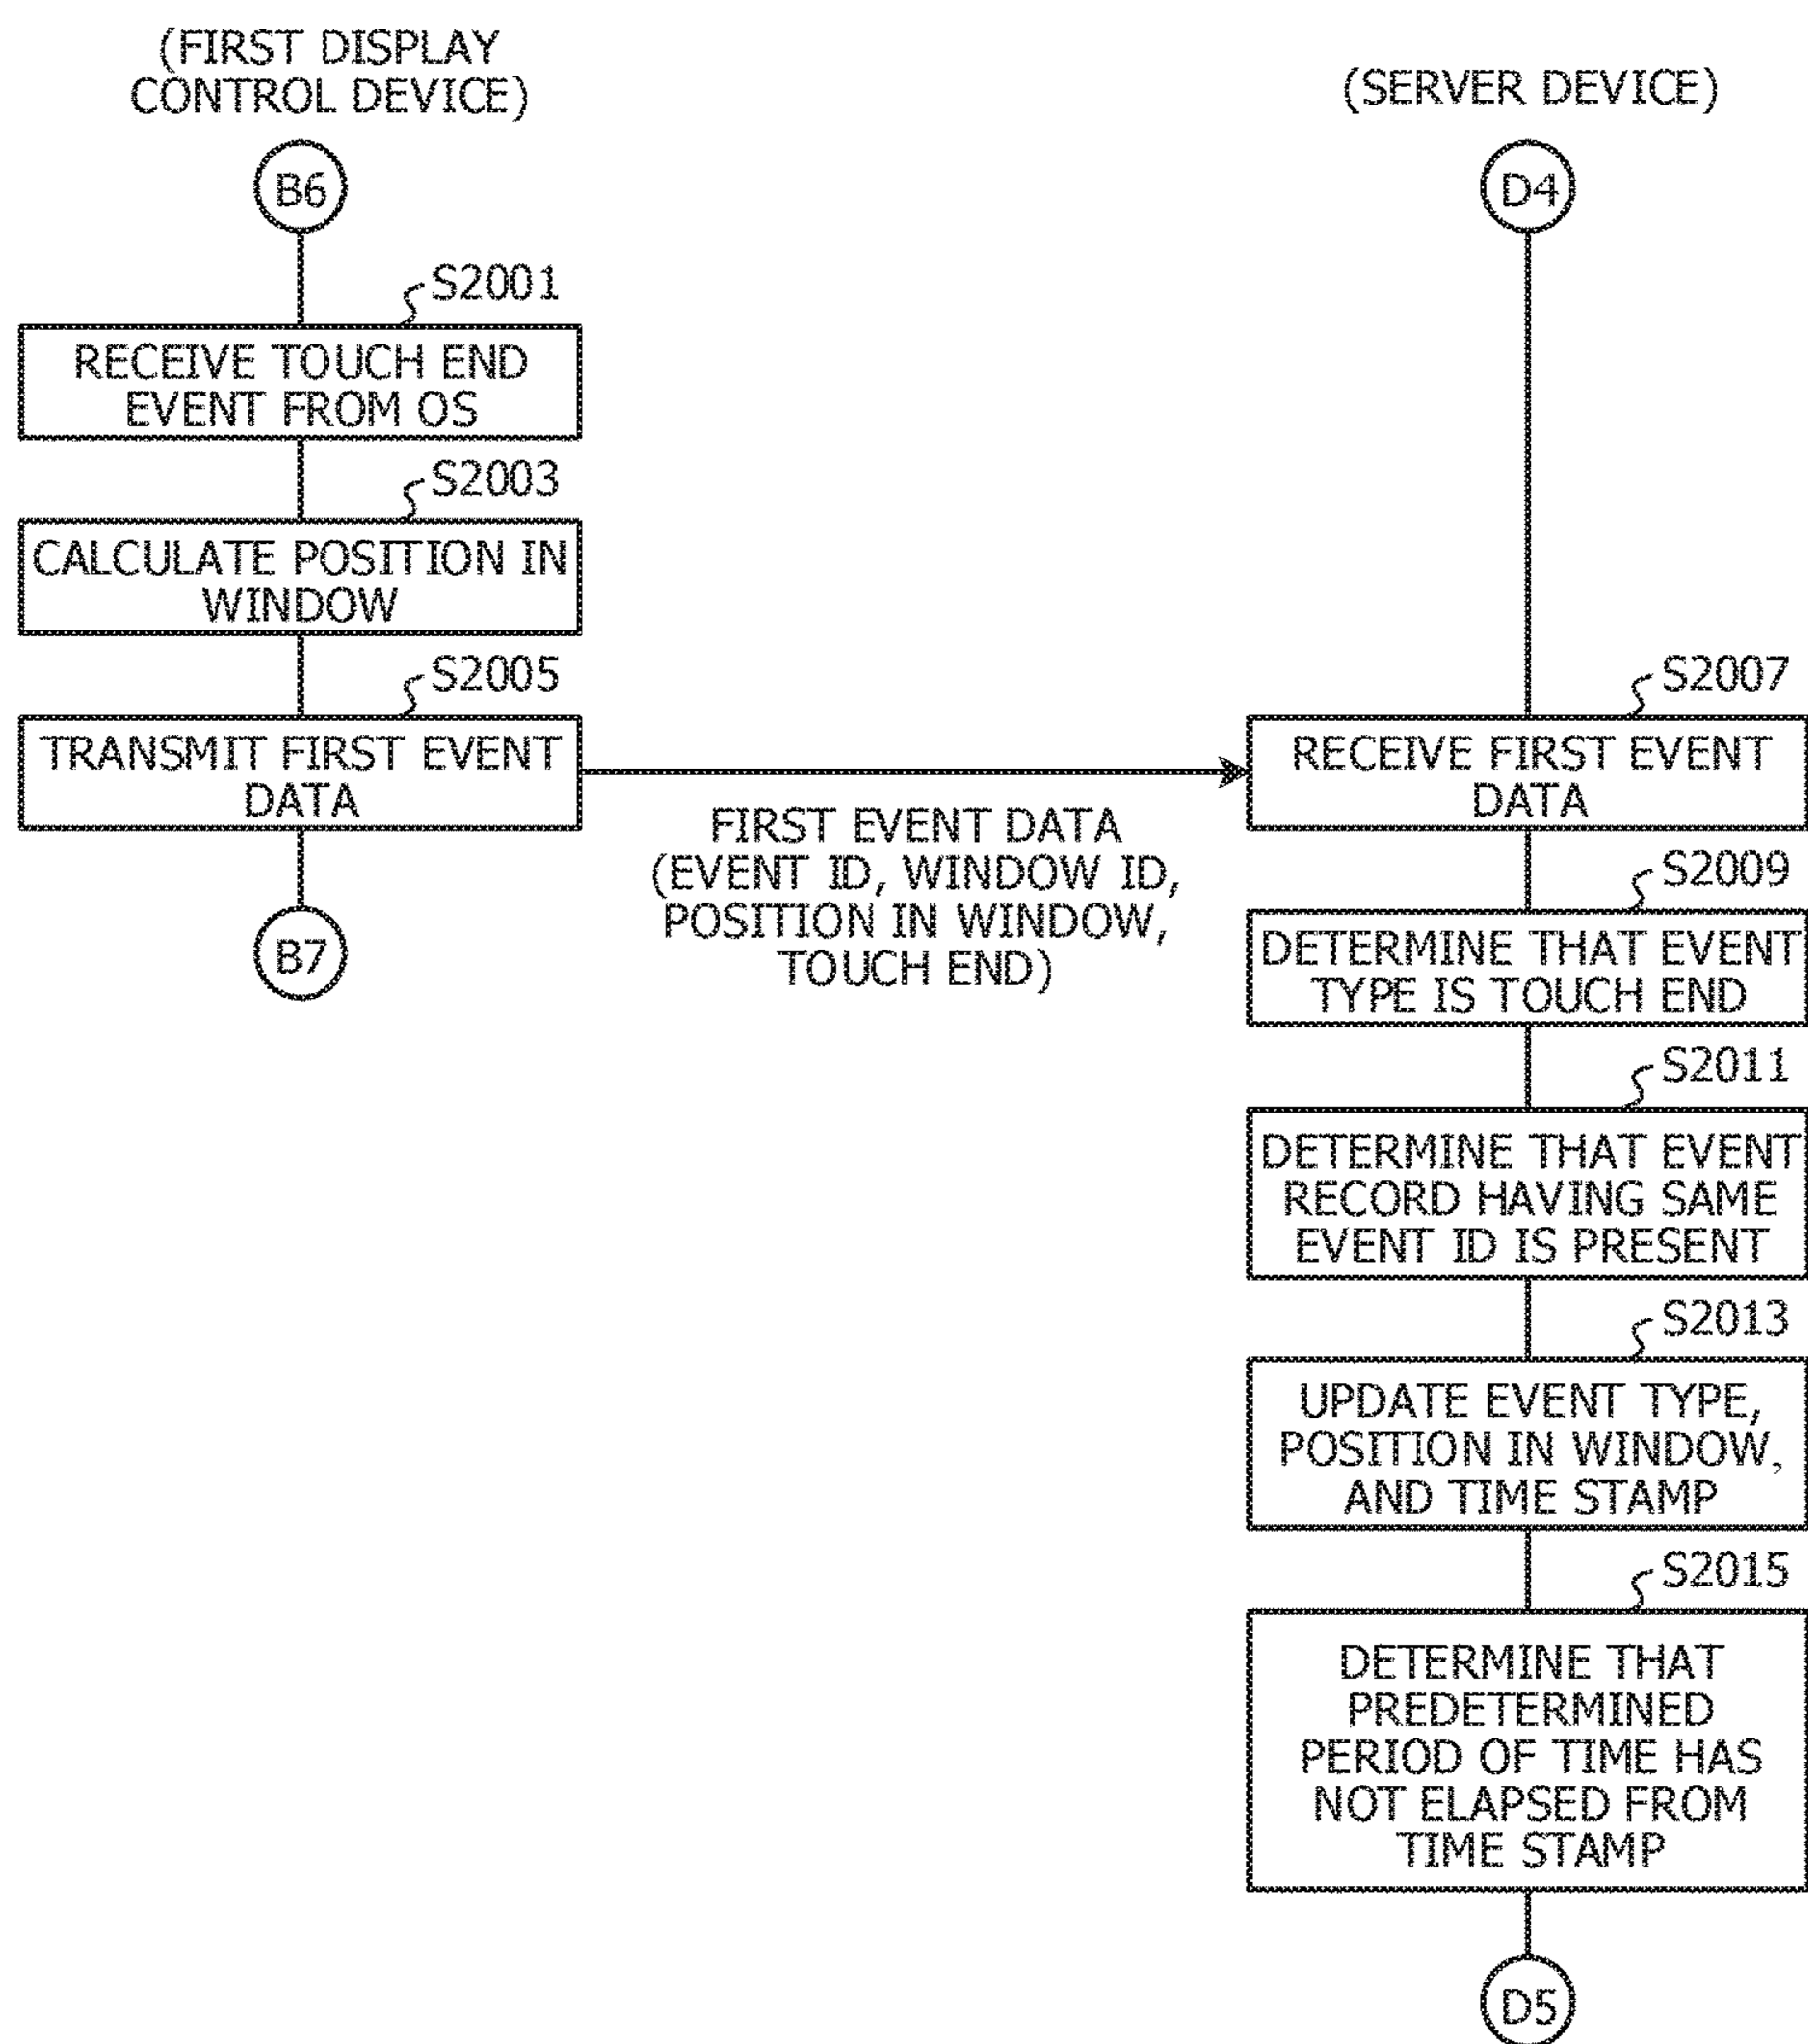 (FIRST DISPLAY
CONTROL DEVICE)
B6
S2001
RECEIVE TOUCH END
EVENT FROM OS
S2003
CALCULATE POSITION IN
WINDOW
S2005
TRANSMIT FIRST EVENT
DATA
B7
FIRST EVENT DATA
(EVENT ID, WINDOW ID,
POSITION IN WINDOW,
TOUCH END)
(SERVER DEVICE)
D4
S2007
RECEIVE FIRST EVENT
DATA
S2009
DETERMINE THAT EVENT
TYPE IS TOUCH END
S2011
DETERMINE THAT EVENT
RECORD HAVING SAME
EVENT ID IS PRESENT
S2013
UPDATE EVENT TYPE,
POSITION IN WINDOW,
AND TIME STAMP
S2015
DETERMINE THAT
PREDETERMINED
PERIOD OF TIME HAS
NOT ELAPSED FROM
TIME STAMP
D5